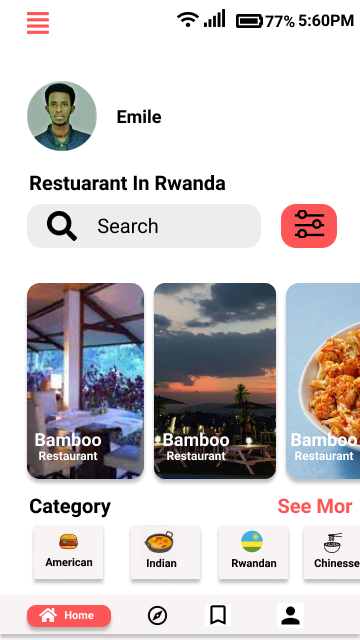 77% 5:60PM
Emile
Restuarant In Rwanda
Search
Bamboo Bamboo Bamboo
Restaurant Restaurant Restaurant
Category See Mor
American Indian Rwandan Chinesse
Home